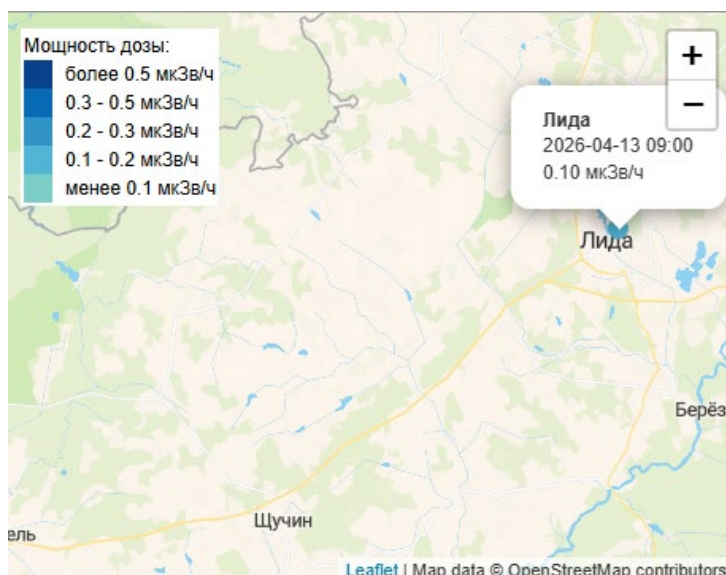 Мощность дозы:
более 0.5 мкЗв/ч
0.3 - 0.5 мкЗв/ч
0.2 - 0.3 мкЗв/ч
0.1 - 0.2 мкЗв/ч
менее 0.1 мкЗв/ч
+
−
Лида
2026-04-13 09:00
0.10 мкЗв/ч
Лида
Берёз
Щучин
ель
Leaflet | Map data © OpenStreetMap contributors